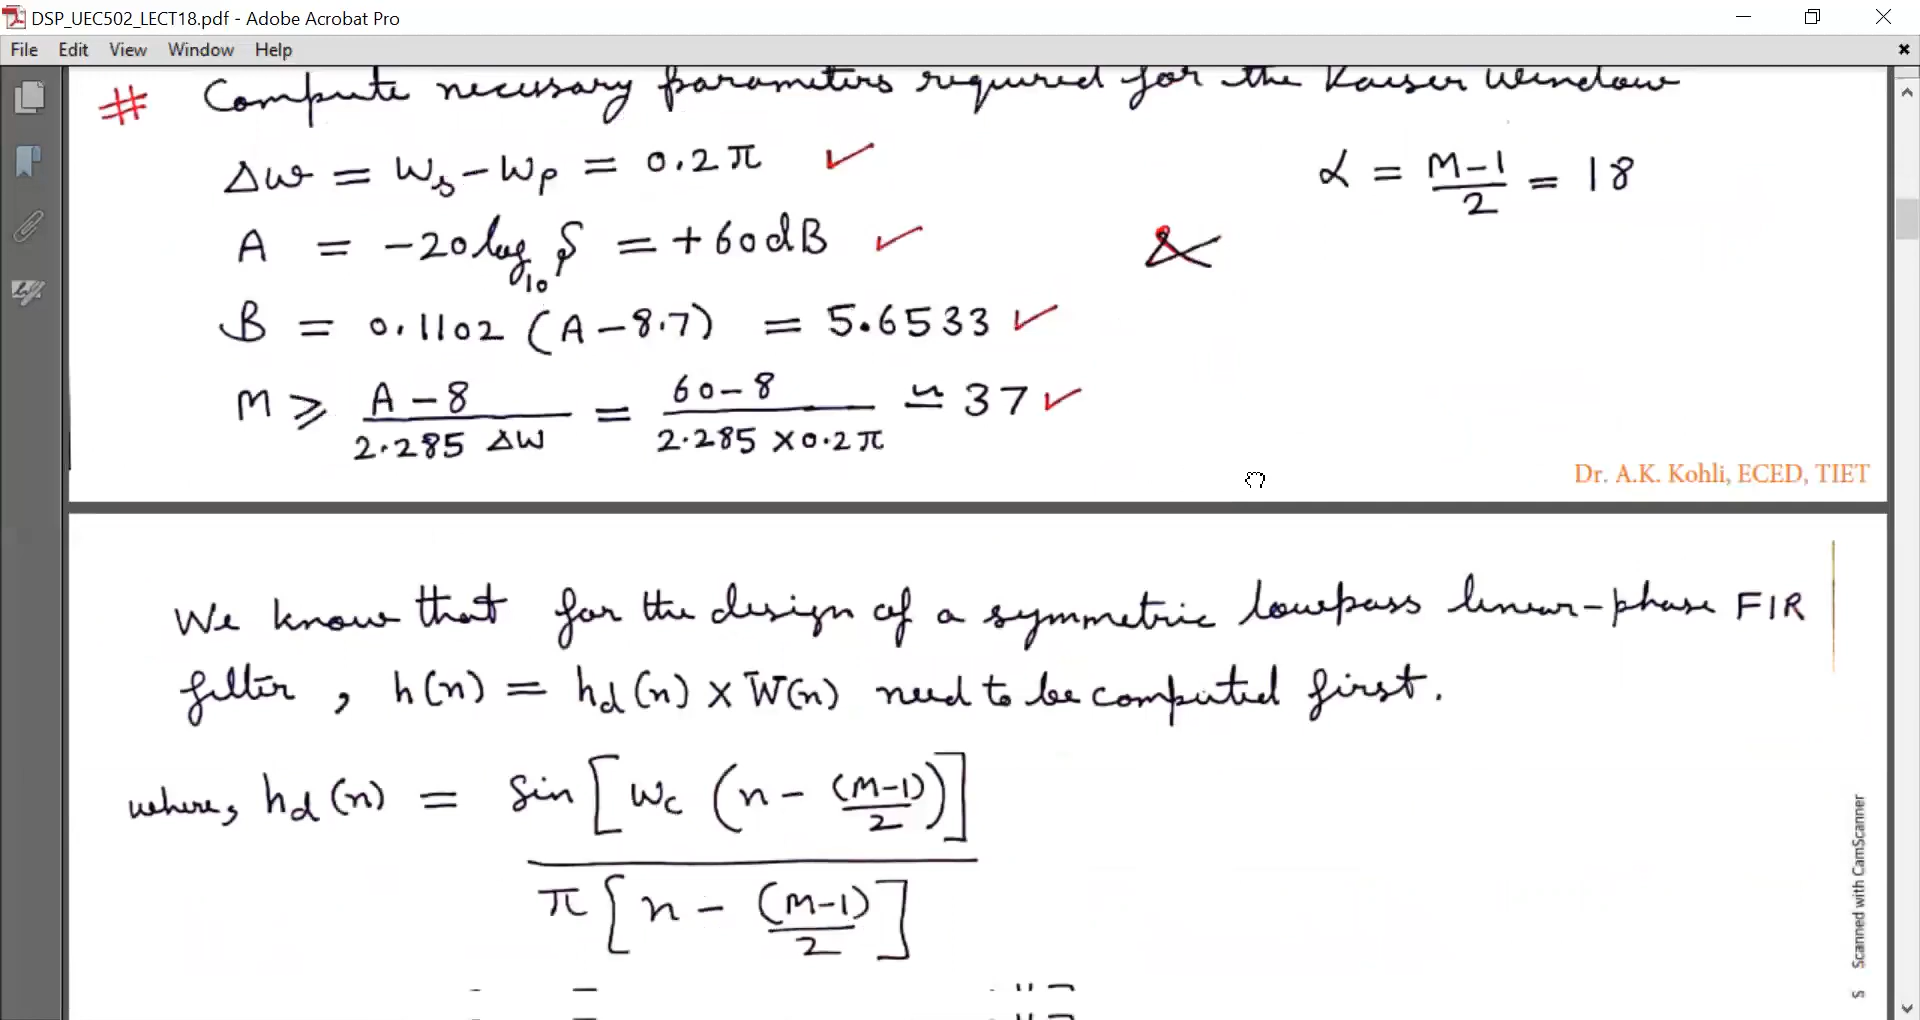 DSP_UEC502_LECT18.pdf - Adobe Acrobat Pro
File Edit View Window Help
# Compute necessary parameters required for the Kaiser Window
Δω = ωs - ωp = 0.2π ✓
α = (M-1)/2 = 18
A = -20 log10 δ = +60dB ✓
&
B = 0.1102 (A-8.7) = 5.6533 ✓
M ≥ (A-8)/(2.285 Δω) = (60-8)/(2.285 × 0.2π) ≃ 37 ✓
Dr. A.K. Kohli, ECED, TIET
We know that for the design of a symmetric lowpass linear-phase FIR
filter, h(n) = hd(n) × W(n) need to be computed first.
where, hd(n) = sin[ωc (n - (M-1)/2)] / π[n - (M-1)/2]
Scanned with CamScanner